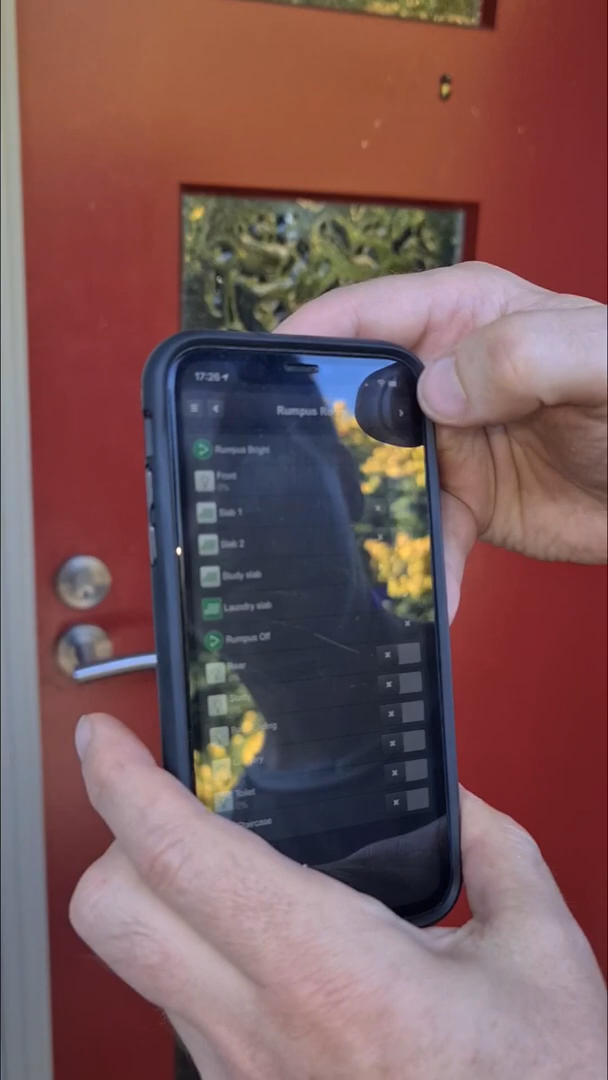 17:26
Rumpus
Rumpus Bright
Front
0%
Slab 1
Slab 2
Study slab
Laundry slab
Rumpus Off
Rear
Toilet
0%
Staircase